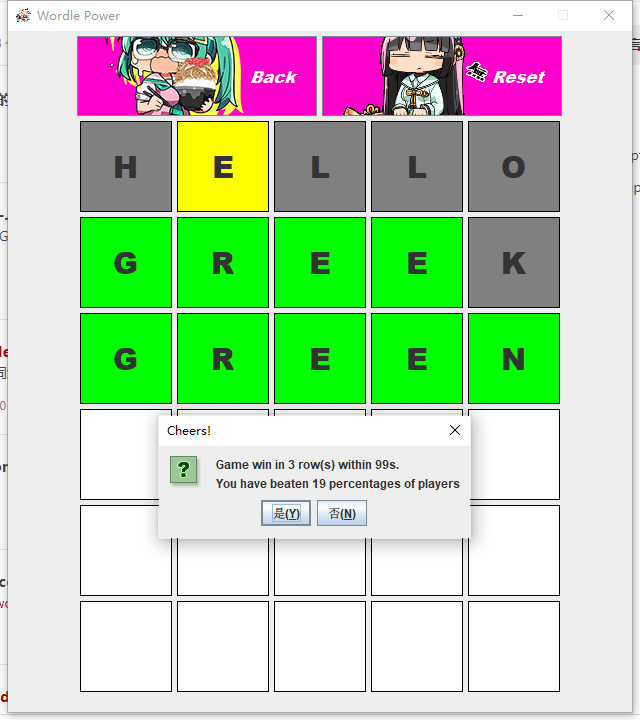 Wordle Power
Back
Reset
H E L L O
G R E E K
G R E E N
Cheers!
Game win in 3 row(s) within 99s.
You have beaten 19 percentages of players
是(Y) 否(N)